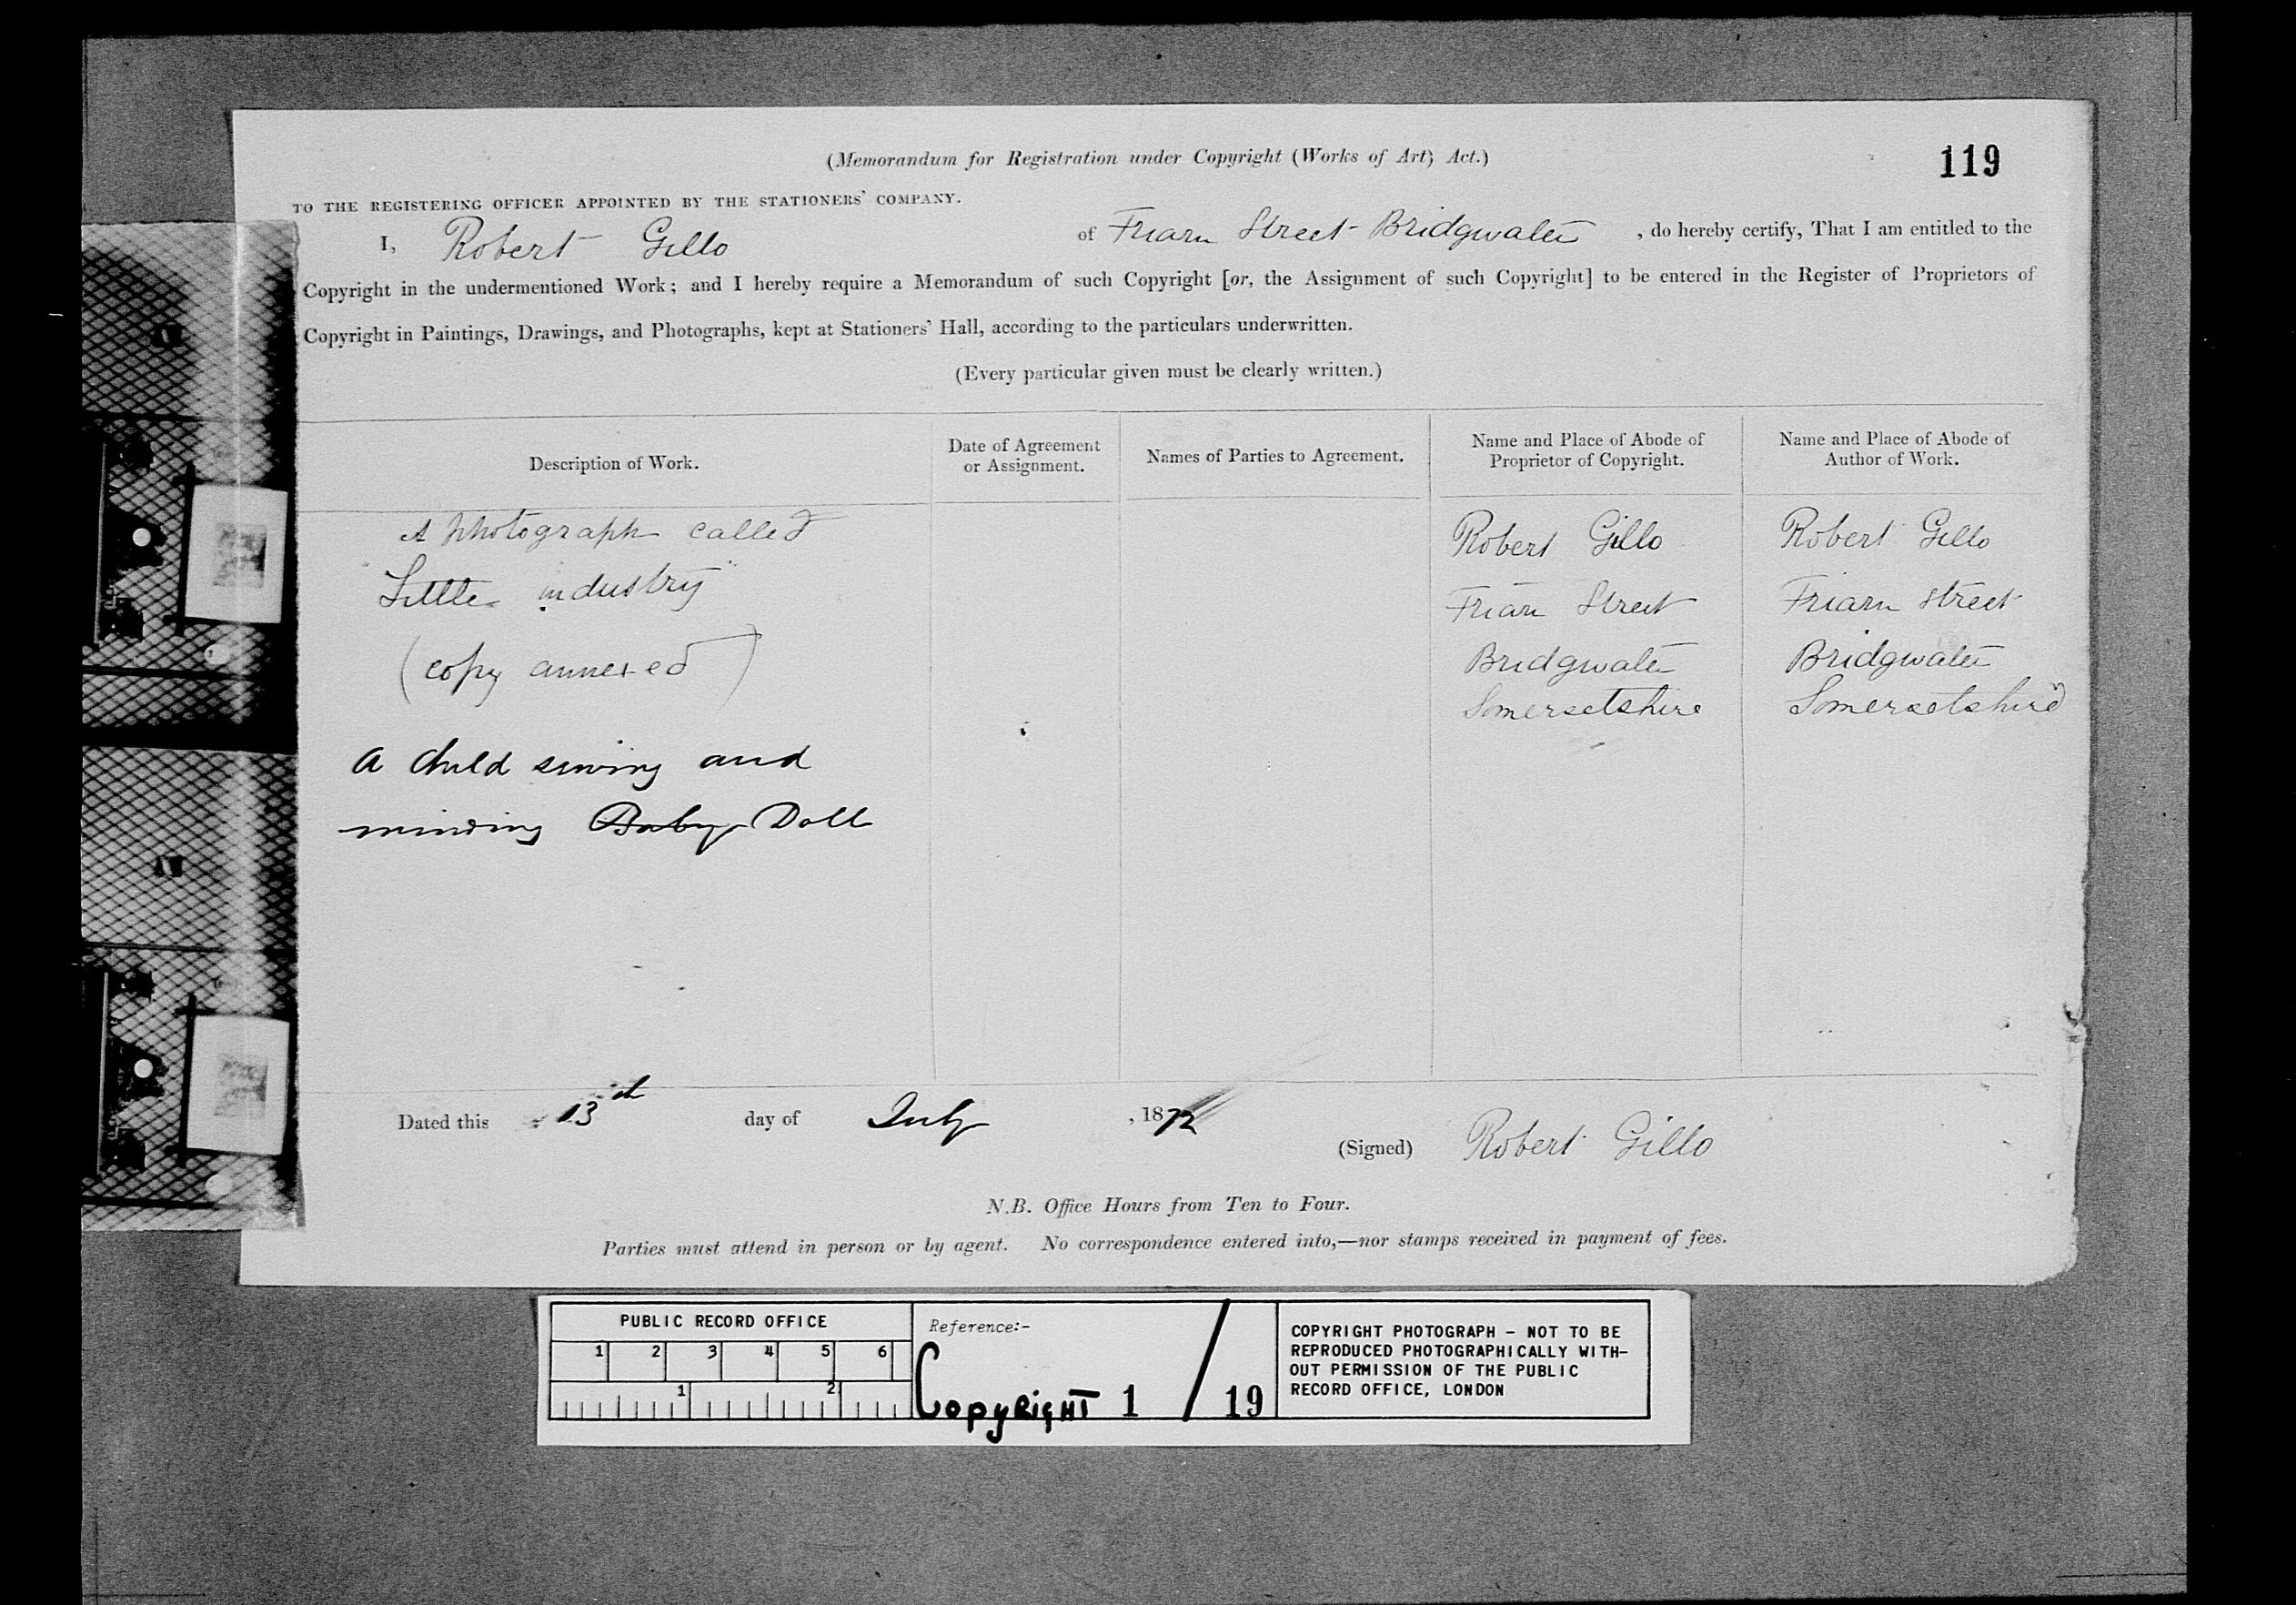 (Memorandum for Registration under Copyright (Works of Art) Act.)
119
TO THE REGISTERING OFFICER APPOINTED BY THE STATIONERS' COMPANY.
I, Robert Gillo of Friarn Street Bridgwater, do hereby certify, That I am entitled to the
Copyright in the undermentioned Work; and I hereby require a Memorandum of such Copyright [or, the Assignment of such Copyright] to be entered in the Register of Proprietors of
Copyright in Paintings, Drawings, and Photographs, kept at Stationers' Hall, according to the particulars underwritten.
(Every particular given must be clearly written.)
Description of Work.
Date of Agreement
or Assignment.
Names of Parties to Agreement.
Name and Place of Abode of
Proprietor of Copyright.
Name and Place of Abode of
Author of Work.
A photograph called
"Little industry"
(copy annexed)
a Child sewing and
minding Baby Doll
Robert Gillo
Friarn Street
Bridgwater
Somersetshire
Robert Gillo
Friarn Street
Bridgwater
Somersetshire
Dated this 13th day of July, 1872
(Signed) Robert Gillo
N.B. Office Hours from Ten to Four.
Parties must attend in person or by agent. No correspondence entered into,—nor stamps received in payment of fees.
PUBLIC RECORD OFFICE
1 2 3 4 5 6
1 2
Reference:-
COPYRIGHT 1 / 19
COPYRIGHT PHOTOGRAPH - NOT TO BE
REPRODUCED PHOTOGRAPHICALLY WITH-
OUT PERMISSION OF THE PUBLIC
RECORD OFFICE, LONDON